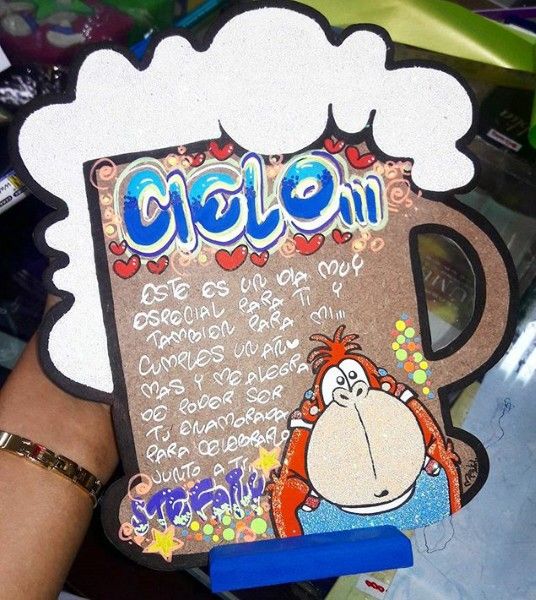 CIELO,,,
ESTE ES UN DIA MUY
ESPECIAL PARA TI Y
TAMBIEN PARA MI,,,
CUMPLES UN AÑO
MAS Y ME ALEGRA
DE PODER SER
TU ENAMORADA
PARA CELEBRARLO
JUNTO A TI
STEFANY